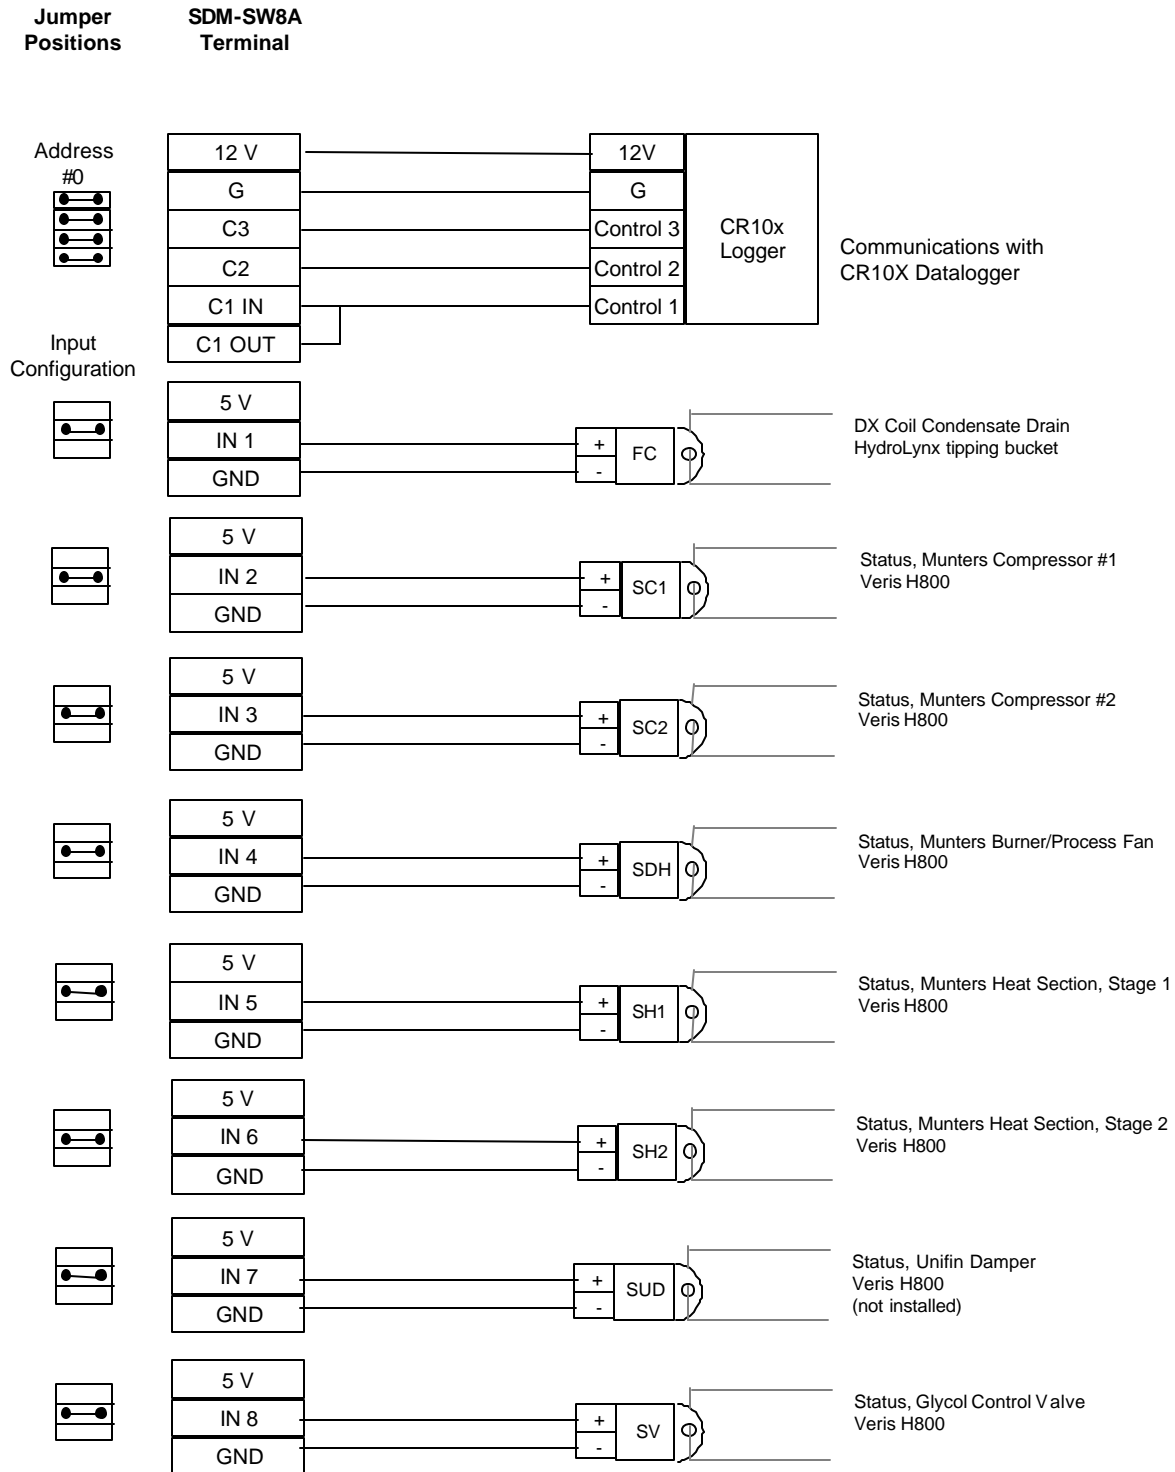 Jumper
Positions
SDM-SW8A
Terminal
Address
#0
12 V
G
C3
C2
C1 IN
C1 OUT
12V
G
Control 3
Control 2
Control 1
CR10x
Logger
Communications with
CR10X Datalogger
Input
Configuration
5 V
IN 1
GND
+
-
FC
DX Coil Condensate Drain
HydroLynx tipping bucket
5 V
IN 2
GND
+
-
SC1
Status, Munters Compressor #1
Veris H800
5 V
IN 3
GND
+
-
SC2
Status, Munters Compressor #2
Veris H800
5 V
IN 4
GND
+
-
SDH
Status, Munters Burner/Process Fan
Veris H800
5 V
IN 5
GND
+
-
SH1
Status, Munters Heat Section, Stage 1
Veris H800
5 V
IN 6
GND
+
-
SH2
Status, Munters Heat Section, Stage 2
Veris H800
5 V
IN 7
GND
+
-
SUD
Status, Unifin Damper
Veris H800
(not installed)
5 V
IN 8
GND
+
-
SV
Status, Glycol Control Valve
Veris H800